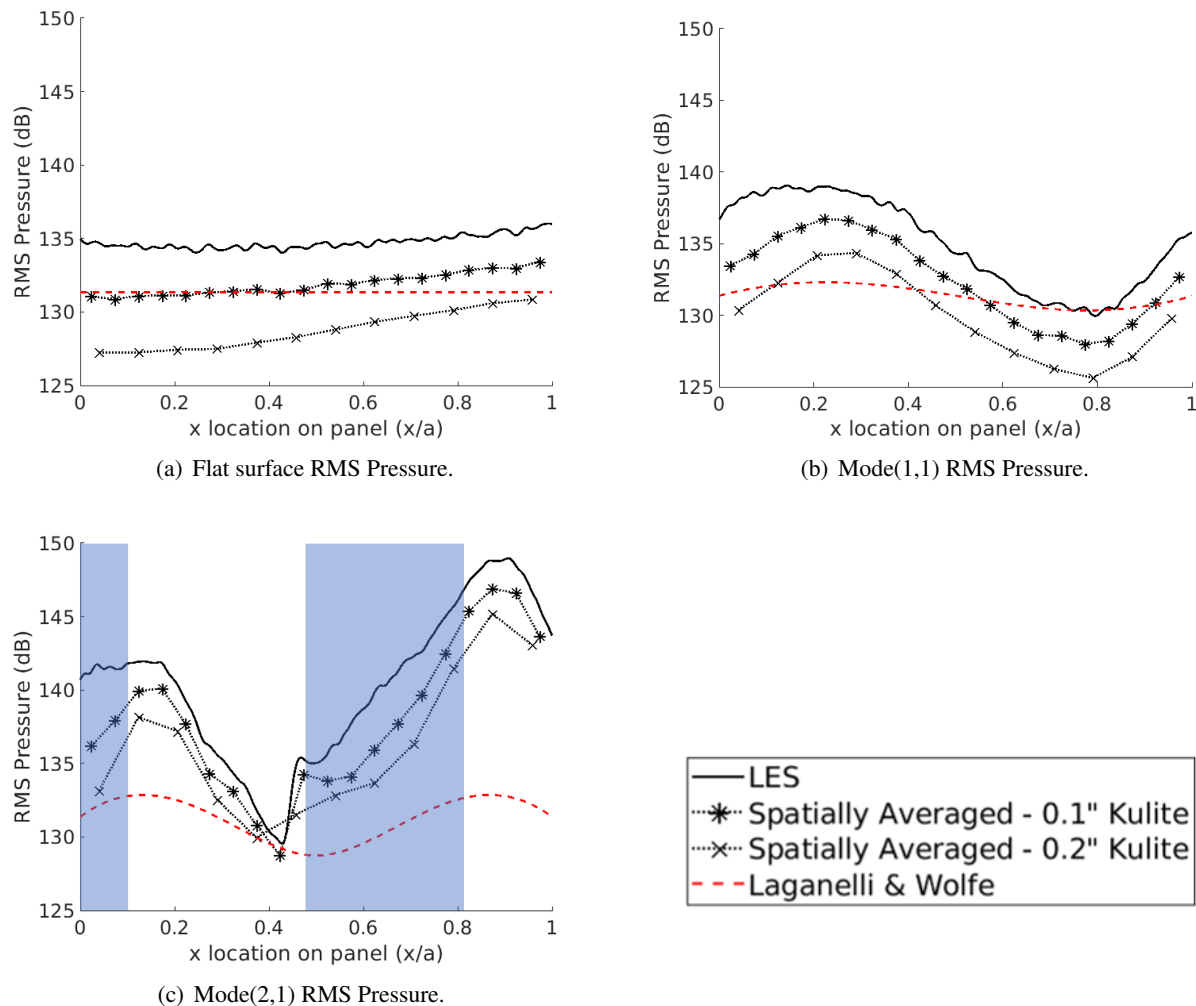 150
145
140
135
130
125
RMS Pressure (dB)
0 0.2 0.4 0.6 0.8 1
x location on panel (x/a)
(a) Flat surface RMS Pressure.
150
145
140
135
130
125
RMS Pressure (dB)
0 0.2 0.4 0.6 0.8 1
x location on panel (x/a)
(b) Mode(1,1) RMS Pressure.
150
145
140
135
130
125
RMS Pressure (dB)
0 0.2 0.4 0.6 0.8 1
x location on panel (x/a)
(c) Mode(2,1) RMS Pressure.
LES
Spatially Averaged - 0.1" Kulite
Spatially Averaged - 0.2" Kulite
Laganelli & Wolfe